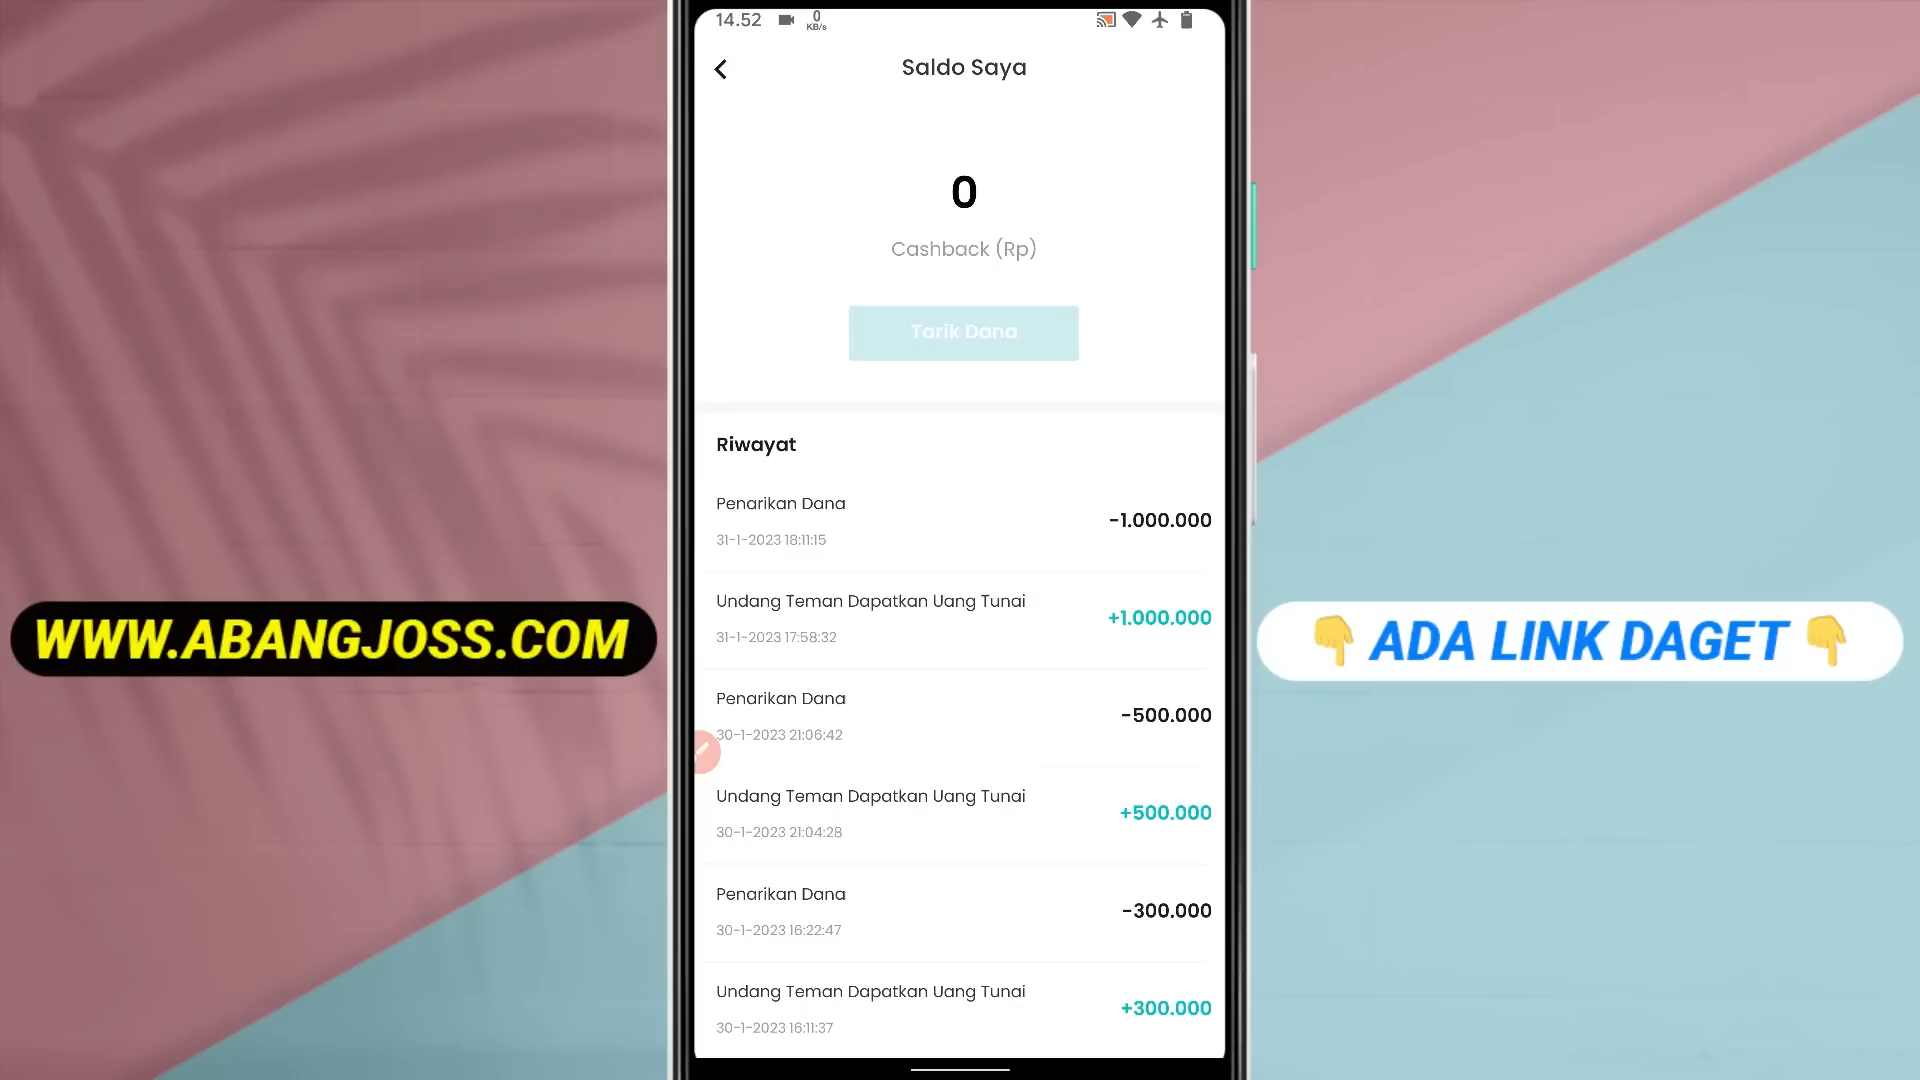 14.52
0
KB/s
Saldo Saya
0
Cashback (Rp)
Tarik Dana
Riwayat
Penarikan Dana
-1.000.000
31-1-2023 18:11:15
Undang Teman Dapatkan Uang Tunai
+1.000.000
31-1-2023 17:58:32
WWW.ABANGJOSS.COM
👇 ADA LINK DAGET 👇
Penarikan Dana
-500.000
30-1-2023 21:06:42
Undang Teman Dapatkan Uang Tunai
+500.000
30-1-2023 21:04:28
Penarikan Dana
-300.000
30-1-2023 16:22:47
Undang Teman Dapatkan Uang Tunai
+300.000
30-1-2023 16:11:37